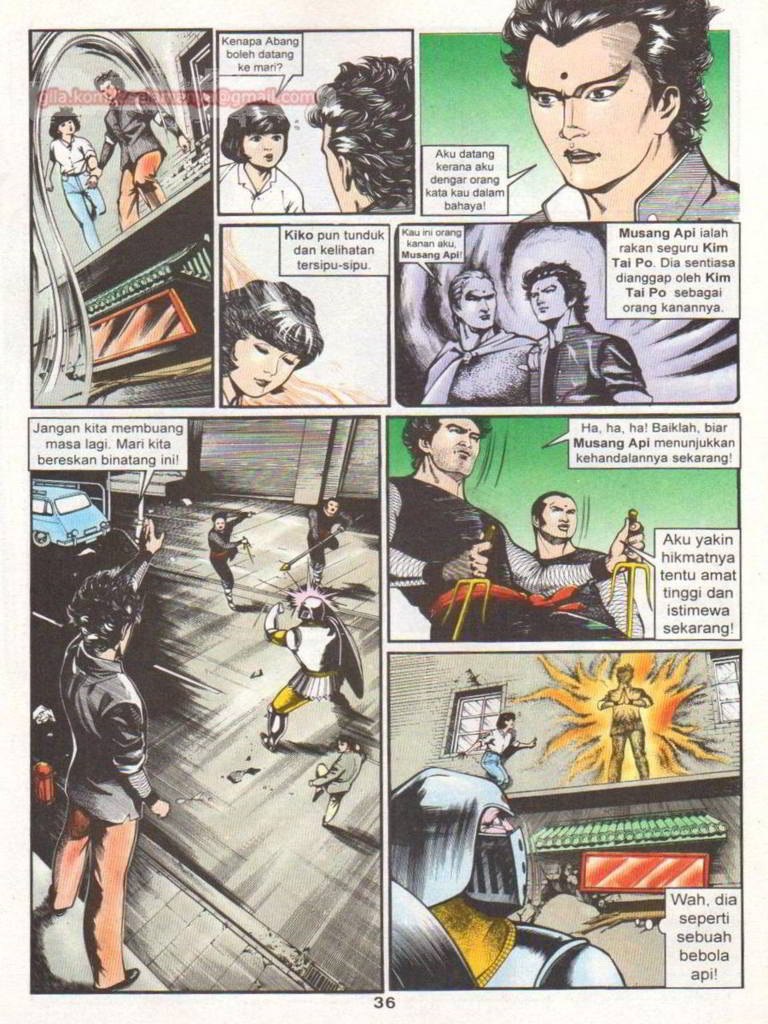 Kenapa Abang
boleh datang
ke mari?
Aku datang
kerana aku
dengar orang
kata kau dalam
bahaya!
Kiko pun tunduk
dan kelihatan
tersipu-sipu.
Kau ini orang
kanan aku,
Musang Api!
Musang Api ialah
rakan seguru Kim
Tai Po. Dia sentiasa
dianggap oleh Kim
Tai Po sebagai
orang kanannya.
Jangan kita membuang
masa lagi. Mari kita
bereskan binatang ini!
Ha, ha, ha! Baiklah, biar
Musang Api menunjukkan
kehandalannya sekarang!
Aku yakin
hikmatnya
tentu amat
tinggi dan
istimewa
sekarang!
Wah, dia
seperti
sebuah
bebola
api!
36